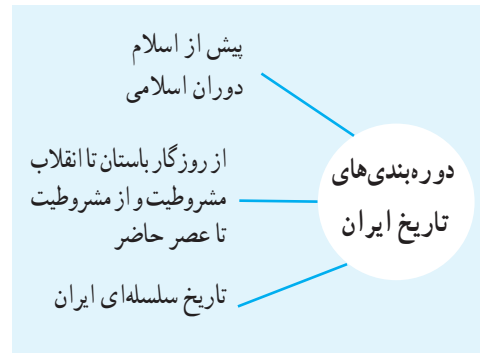 دوره‌بندی‌های
تاریخ ایران
پیش از اسلام
دوران اسلامی
از روزگار باستان تا انقلاب
مشروطیت و از مشروطیت
تا عصر حاضر
تاریخ سلسله‌ای ایران